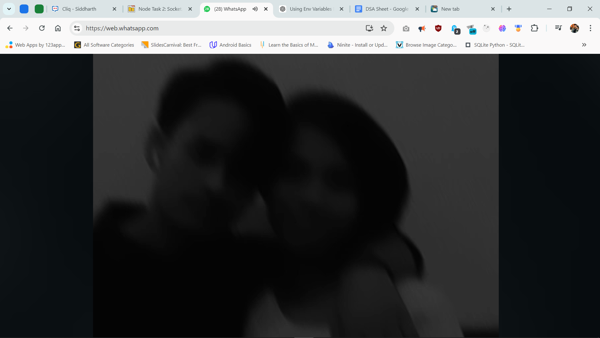 Cliq - Siddharth
Node Task 2: Socke
(28) WhatsApp
Using Env Variable
DSA Sheet - Google
New tab
https://web.whatsapp.com
Web Apps by 123app...
All Software Categories
SlidesCarnival: Best Fr...
Android Basics
Learn the Basics of M...
Ninite - Install or Upd...
Browse Image Catego...
SQLite Python - SQLit...